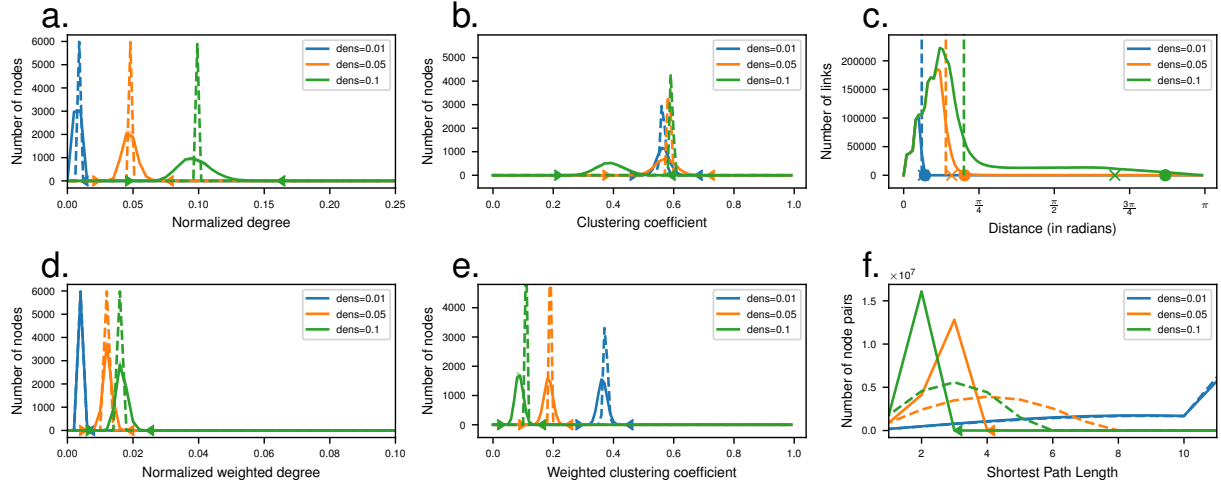 a.
Number of nodes
6000
5000
4000
3000
2000
1000
0
dens=0.01
dens=0.05
dens=0.1
0.00 0.05 0.10 0.15 0.20 0.25
Normalized degree
b.
Number of nodes
5000
4000
3000
2000
1000
0
dens=0.01
dens=0.05
dens=0.1
0.0 0.2 0.4 0.6 0.8 1.0
Clustering coefficient
c.
Number of links
200000
150000
100000
50000
0
dens=0.01
dens=0.05
dens=0.1
0 π/4 π/2 3π/4 π
Distance (in radians)
d.
Number of nodes
6000
5000
4000
3000
2000
1000
0
dens=0.01
dens=0.05
dens=0.1
0.00 0.02 0.04 0.06 0.08 0.10
Normalized weighted degree
e.
Number of nodes
4000
3000
2000
1000
0
dens=0.01
dens=0.05
dens=0.1
0.0 0.2 0.4 0.6 0.8 1.0
Weighted clustering coefficient
f.
×10⁷
Number of node pairs
1.5
1.0
0.5
0.0
dens=0.01
dens=0.05
dens=0.1
2 4 6 8 10
Shortest Path Length